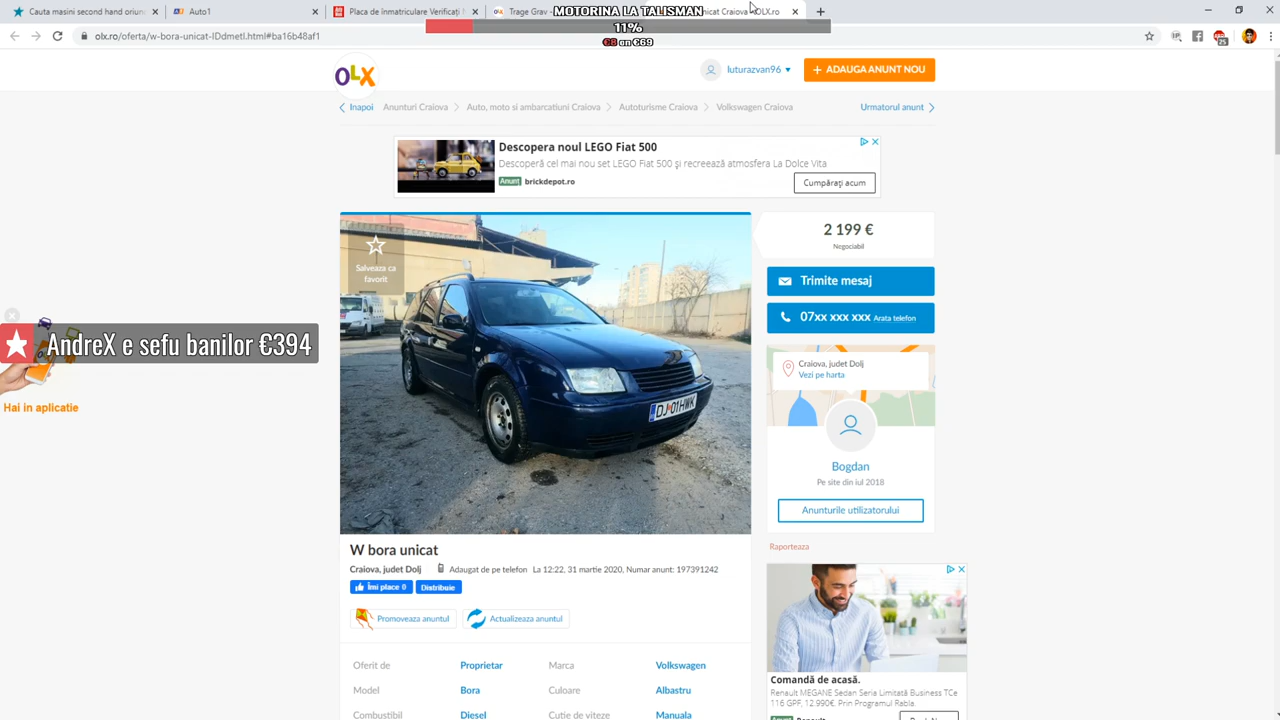 Cauta masini second hand oriunde
Auto1
Placa de Inmatriculare Verificați N
Trage Grav -
MOTORINA LA TALISMAN
nicat Craiova • OLX.ro
11%
€8 an €69
olx.ro/oferta/w-bora-unicat-IDdmetl.html#ba16b48af1
25
OLX
luturazvan96
+ ADAUGA ANUNT NOU
Inapoi
Anunturi Craiova
Auto, moto si ambarcatiuni Craiova
Autoturisme Craiova
Volkswagen Craiova
Urmatorul anunt
Descopera noul LEGO Fiat 500
Descoperă cel mai nou set LEGO Fiat 500 și recreează atmosfera La Dolce Vita
Anunț brickdepot.ro
Cumpărați acum
Salveaza ca
favorit
DJ 01 HWK
2 199 €
Negociabil
Trimite mesaj
07xx xxx xxx Arata telefon
Craiova, judet Dolj
Vezi pe harta
Bogdan
Pe site din iul 2018
Anunturile utilizatorului
Raporteaza
AndreX e sefu banilor €394
Hai in aplicatie
W bora unicat
Craiova, judet Dolj
Adaugat de pe telefon
La 12:22, 31 martie 2020, Numar anunt: 197391242
Îmi place 0
Distribuie
Promoveaza anuntul
Actualizeaza anuntul
Oferit de
Proprietar
Marca
Volkswagen
Model
Bora
Culoare
Albastru
Combustibil
Diesel
Cutie de viteze
Manuala
Comandă de acasă.
Renault MEGANE Sedan Seria Limitată Business TCe
116 GPF, 12.990€. Prin Programul Rabla.